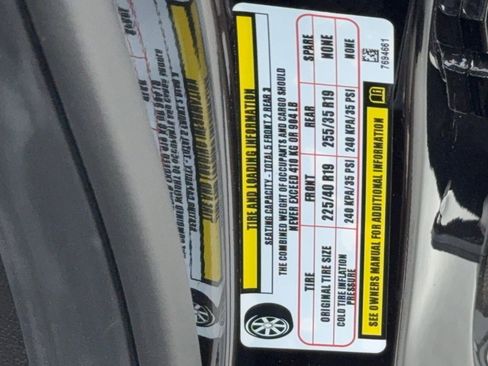 TIRE AND LOADING INFORMATION
SEATING CAPACITY - TOTAL 5 FRONT 2 REAR 3
THE COMBINED WEIGHT OF OCCUPANTS AND CARGO SHOULD
NEVER EXCEED 410 KG OR 904 LB
TIRE FRONT REAR SPARE
ORIGINAL TIRE SIZE 225/40 R19 255/35 R19 NONE
COLD TIRE INFLATION
PRESSURE 240 KPA/35 PSI 240 KPA/35 PSI NONE
SEE OWNERS MANUAL FOR ADDITIONAL INFORMATION
7694661